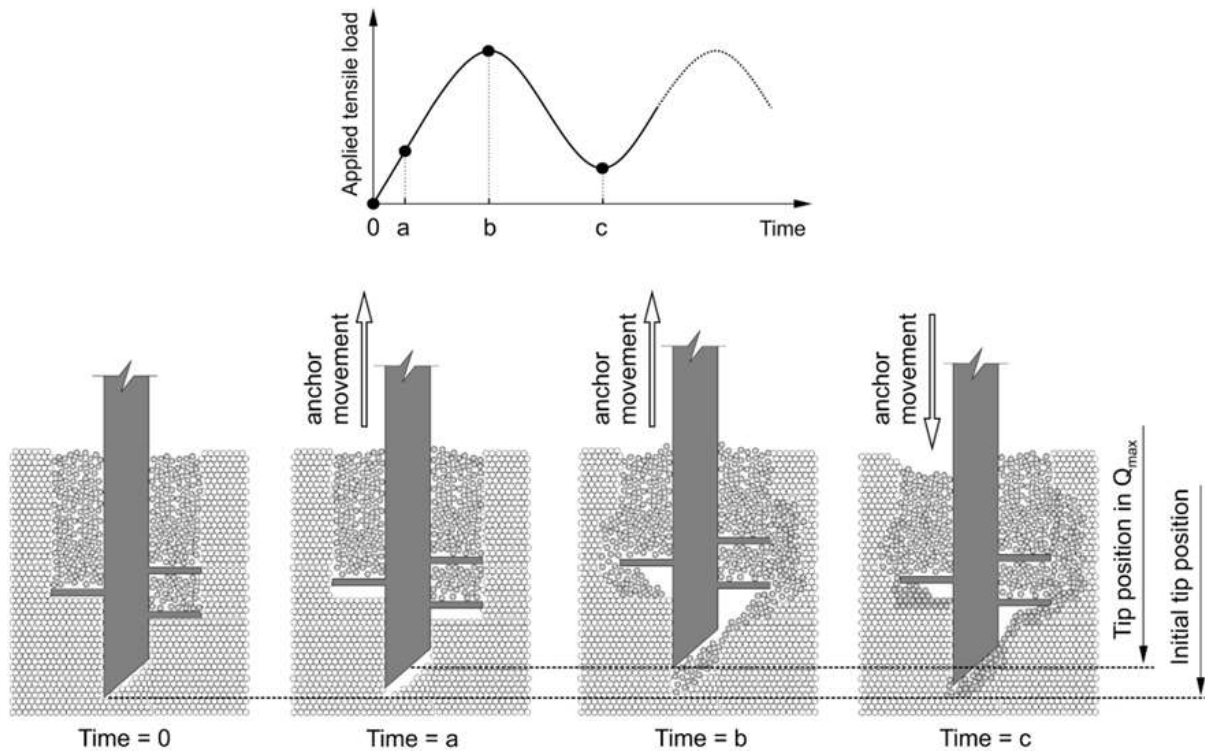 Applied tensile load
0
a
b
c
Time
anchor
movement
anchor
movement
anchor
movement
Tip position in Qmax
Initial tip position
Time = 0
Time = a
Time = b
Time = c